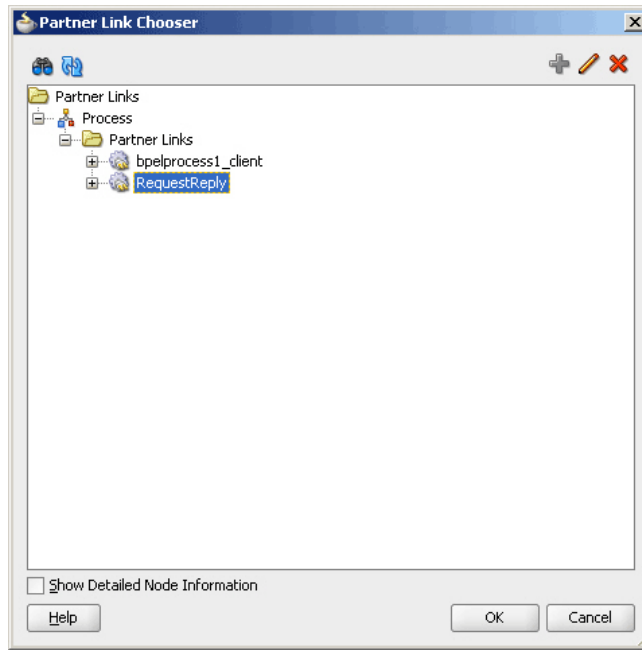 Partner Link Chooser
Partner Links
Process
Partner Links
bpelprocess1_client
RequestReply
Show Detailed Node Information
Help
OK
Cancel